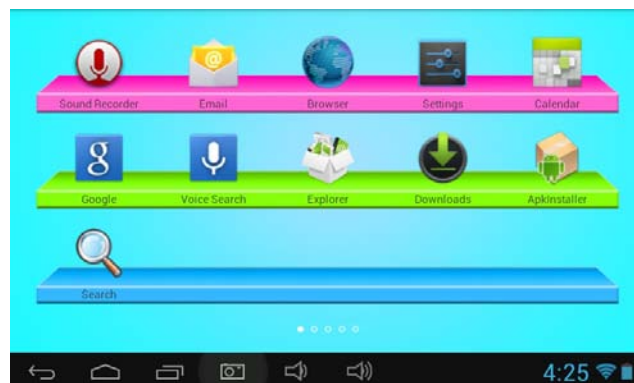 Sound Recorder Email Browser Settings Calendar
Google Voice Search Explorer Downloads ApkInstaller
Search
4:25